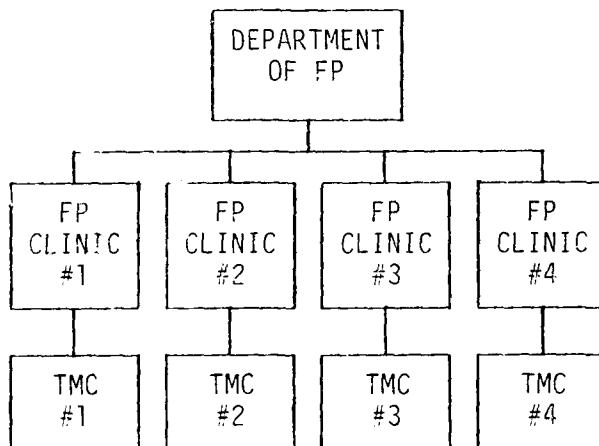 DEPARTMENT
OF FP
FP
CLINIC
#1
FP
CLINIC
#2
FP
CLINIC
#3
FP
CLINIC
#4
TMC
#1
TMC
#2
TMC
#3
TMC
#4